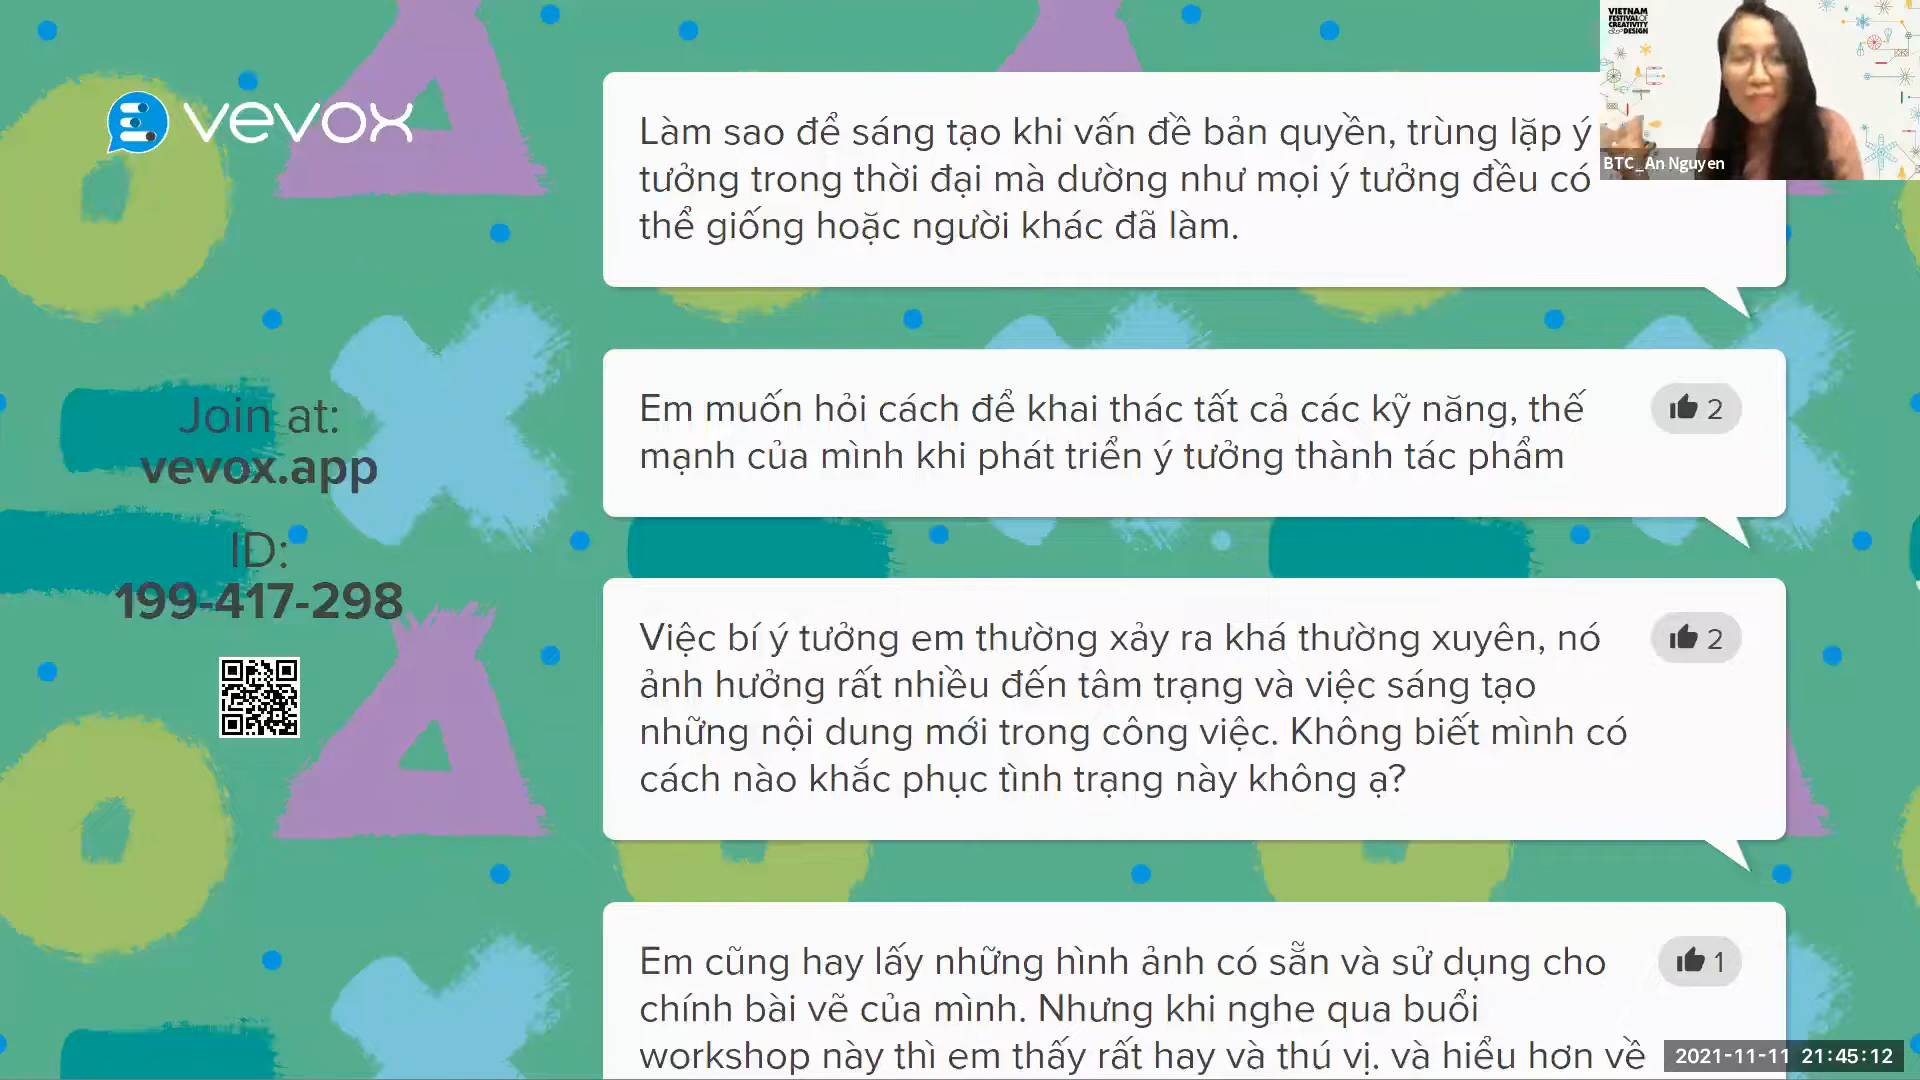 vevox
Join at:
vevox.app
ID:
199-417-298
Làm sao để sáng tạo khi vấn đề bản quyền, trùng lặp ý
tưởng trong thời đại mà dường như mọi ý tưởng đều có
thể giống hoặc người khác đã làm.
Em muốn hỏi cách để khai thác tất cả các kỹ năng, thế
mạnh của mình khi phát triển ý tưởng thành tác phẩm
2
Việc bí ý tưởng em thường xảy ra khá thường xuyên, nó
ảnh hưởng rất nhiều đến tâm trạng và việc sáng tạo
những nội dung mới trong công việc. Không biết mình có
cách nào khắc phục tình trạng này không ạ?
2
Em cũng hay lấy những hình ảnh có sẵn và sử dụng cho
chính bài vẽ của mình. Nhưng khi nghe qua buổi
workshop này thì em thấy rất hay và thú vị. và hiểu hơn về
1
VIETNAM
FESTIVAL OF
CREATIVITY
& DESIGN
BTC_An Nguyen
2021-11-11 21:45:12